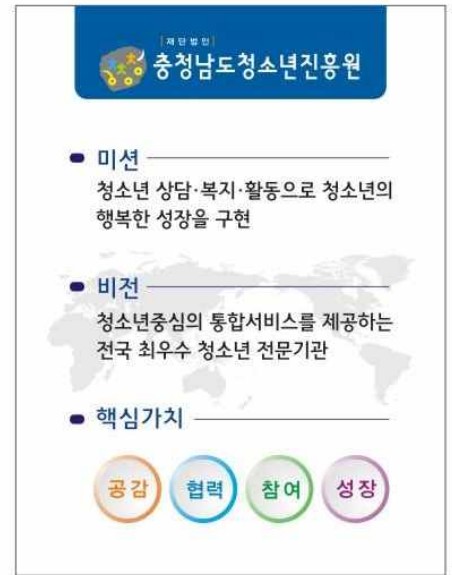 [재단법인]
충청남도청소년진흥원
미션
청소년 상담·복지·활동으로 청소년의
행복한 성장을 구현
비전
청소년중심의 통합서비스를 제공하는
전국 최우수 청소년 전문기관
핵심가치
공감 협력 참여 성장